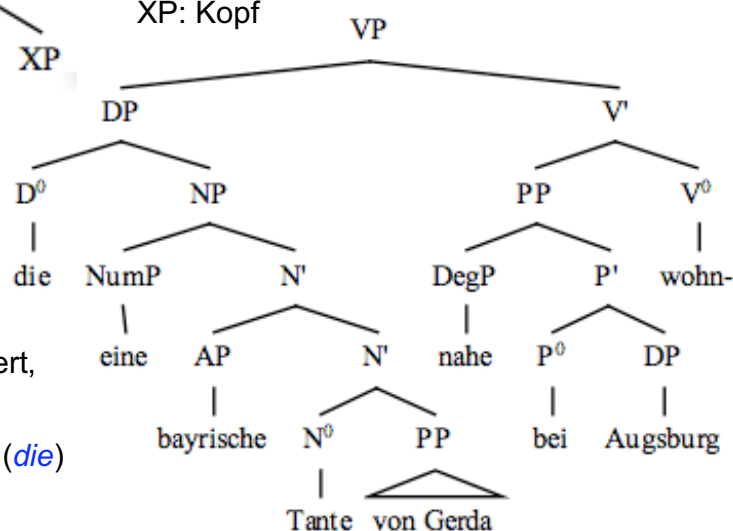 XP: Kopf
XP
VP
DP V'
D⁰ NP PP V⁰
die NumP N' DegP P' wohn-
ert,
eine AP N' nahe P⁰ DP
bayrische N⁰ PP bei Augsburg
(die)
Tante von Gerda